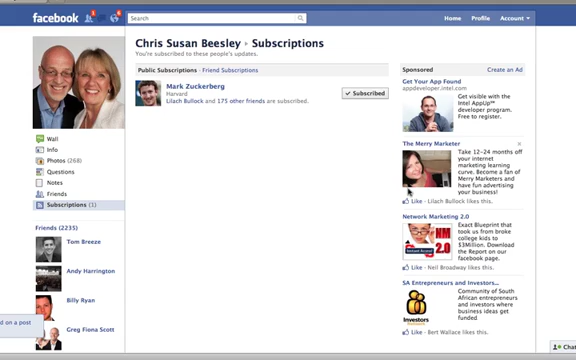 facebook
1
6
Search
Home Profile Account
Chris Susan Beesley Subscriptions
You're subscribed to these people's updates.
Public Subscriptions · Friend Subscriptions
Mark Zuckerberg
Harvard
Lilach Bullock and 175 other friends are subscribed.
Subscribed
Wall
Info
Photos (268)
Questions
Notes
Friends
Subscriptions (1)
Friends (2235)
Tom Breeze
Andy Harrington
Billy Ryan
Greg Fiona Scott
d on a post
Sponsored Create an Ad
Get Your App Found
appdeveloper.intel.com
Get visible with the
Intel AppUp
developer program.
Free to register.
The Merry Marketer
Take 12-24 months off
your internet
marketing learning
curve. Become a fan of
Merry Marketers and
have fun advertising
your business!
Like · Lilach Bullock likes this.
Network Marketing 2.0
Exact Blueprint that
took us from broke
college kids to
$3Million. Download
the Report on our
facebook page.
NM
2.0
Like · Neil Broadway likes this.
SA Entrepreneurs and Investors...
Community of South
African entrepreneurs
and investors where
business ideas get
funded
Investors
Like · Bert Wallace likes this.
Chat